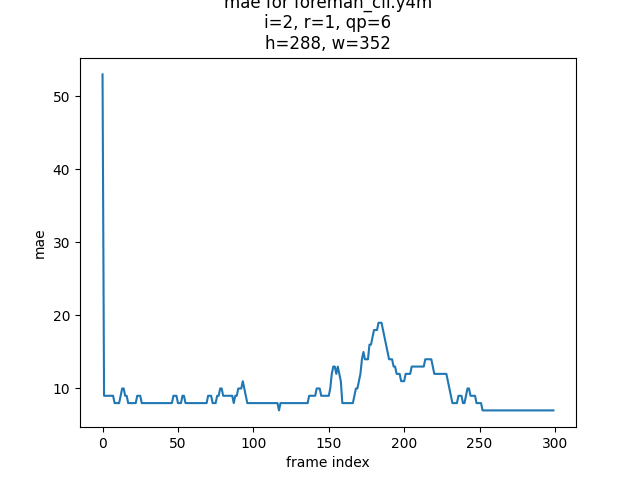 mae for foreman_cif.y4m
i=2, r=1, qp=6
h=288, w=352
50
40
30
20
10
mae
0 50 100 150 200 250 300
frame index